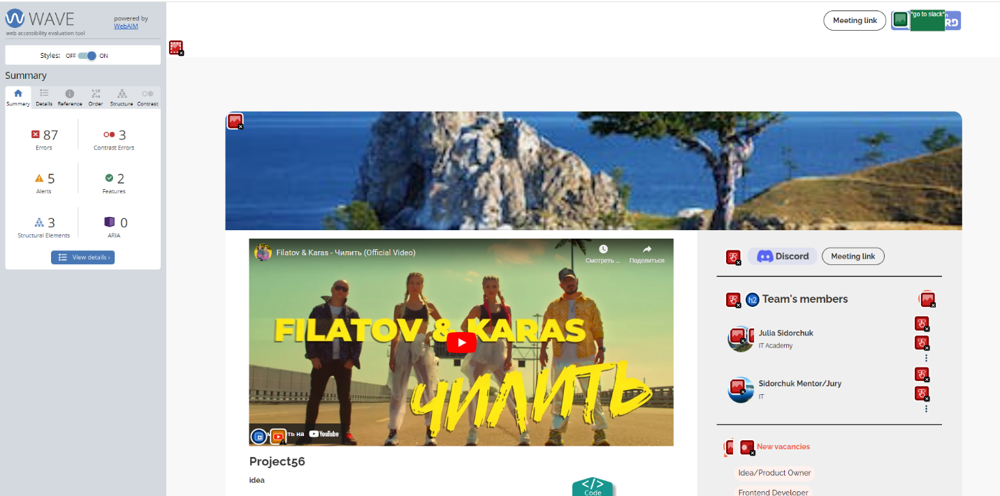 WAVE
powered by
WebAIM
web accessibility evaluation tool
Styles: OFF ON
Summary
Summary Details Reference Order Structure Contrast
87 3
Errors Contrast Errors
5 2
Alerts Features
3 0
Structural Elements ARIA
View details ›
Meeting link
*go to slack*
RD
Filatov & Karas - Чилить (Official Video)
Смотреть ... Поделиться
FILATOV & KARAS
ЧИЛИТЬ
ть на YouTube
Project56
idea
</>
Code
Discord Meeting link
h2 Team's members
Julia Sidorchuk
IT Academy
Sidorchuk Mentor/Jury
IT
New vacancies
Idea/Product Owner
Frontend Developer